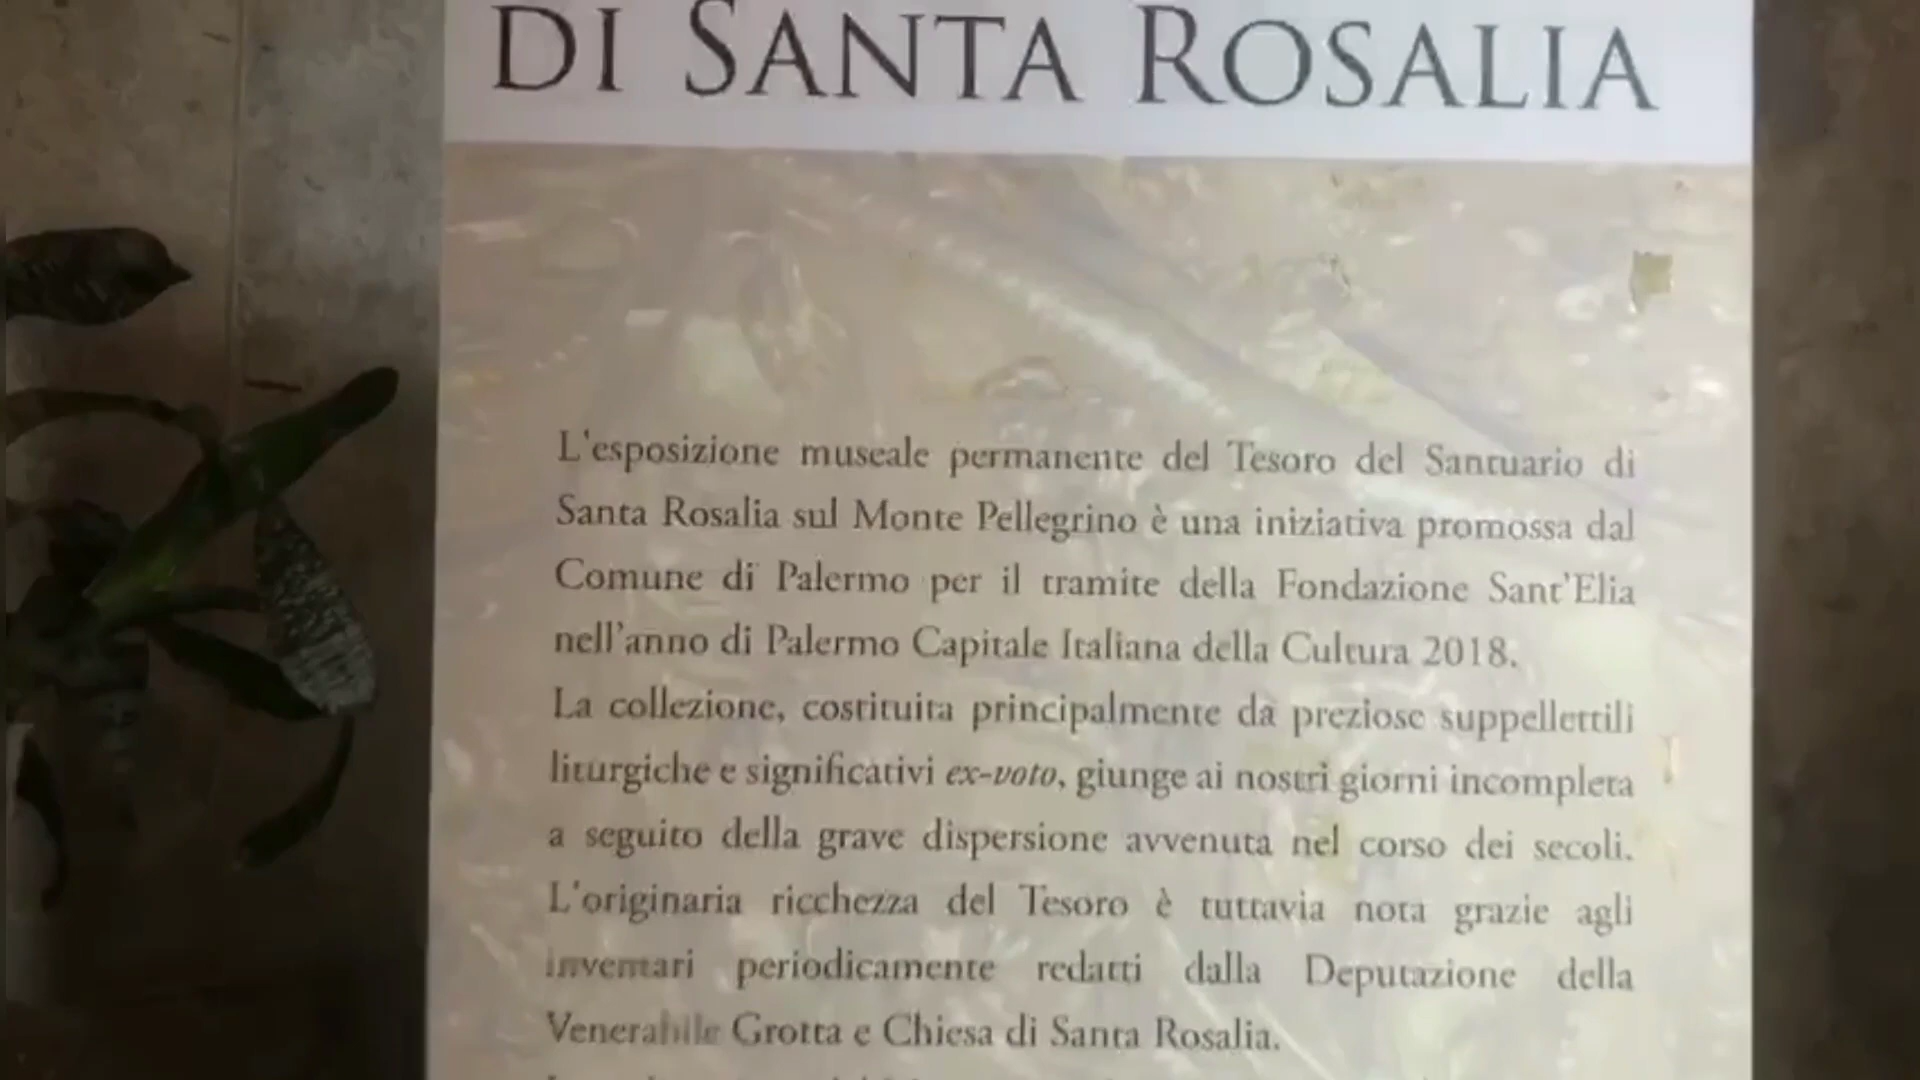 DI SANTA ROSALIA
L'esposizione museale permanente del Tesoro del Santuario di
Santa Rosalia sul Monte Pellegrino è una iniziativa promossa dal
Comune di Palermo per il tramite della Fondazione Sant'Elia
nell'anno di Palermo Capitale Italiana della Cultura 2018.
La collezione, costituita principalmente da preziose suppellettili
liturgiche e significativi ex-voto, giunge ai nostri giorni incompleta
a seguito della grave dispersione avvenuta nel corso dei secoli.
L'originaria ricchezza del Tesoro è tuttavia nota grazie agli
inventari periodicamente redatti dalla Deputazione della
Venerabile Grotta e Chiesa di Santa Rosalia.